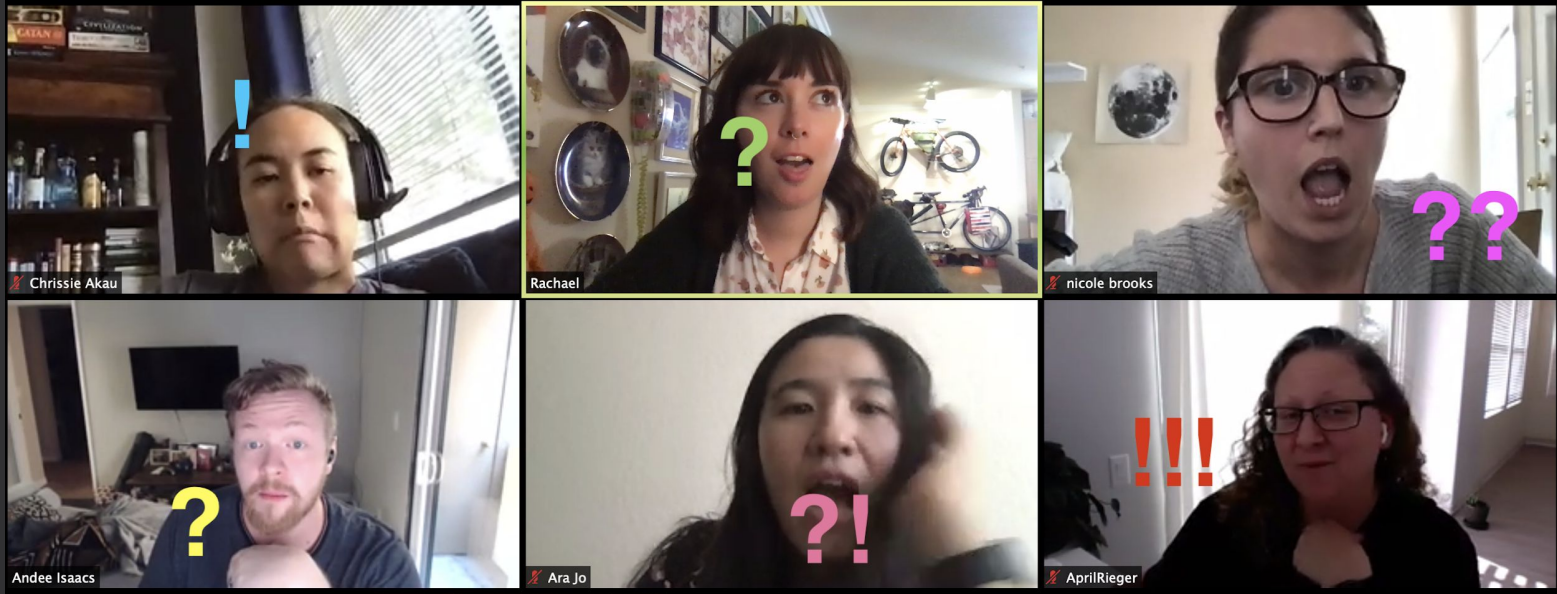 CIVILIZATION
CATAN
!
?
??
Chrissie Akau
Rachael
nicole brooks
?
?!
!!!
Andee Isaacs
Ara Jo
AprilRieger